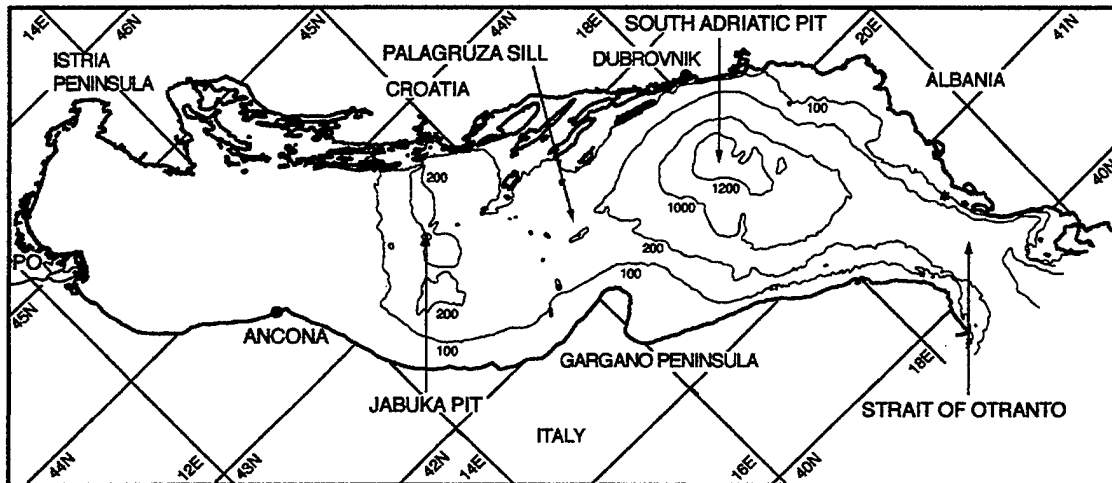 14E
46N
45N
44N
18E
SOUTH ADRIATIC PIT
20E
41N
ISTRIA
PENINSULA
PALAGRUZA SILL
DUBROVNIK
CROATIA
ALBANIA
100
200
1200
1000
40N
200
100
PO
45N
200
ANCONA
100
GARGANO PENINSULA
18E
JABUKA PIT
STRAIT OF OTRANTO
ITALY
44N
12E
43N
42N
14E
16E
40N